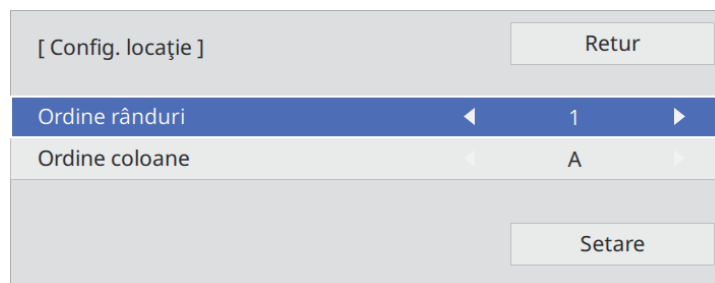 [ Config. locaţie ]
Retur
Ordine rânduri 1
Ordine coloane A
Setare